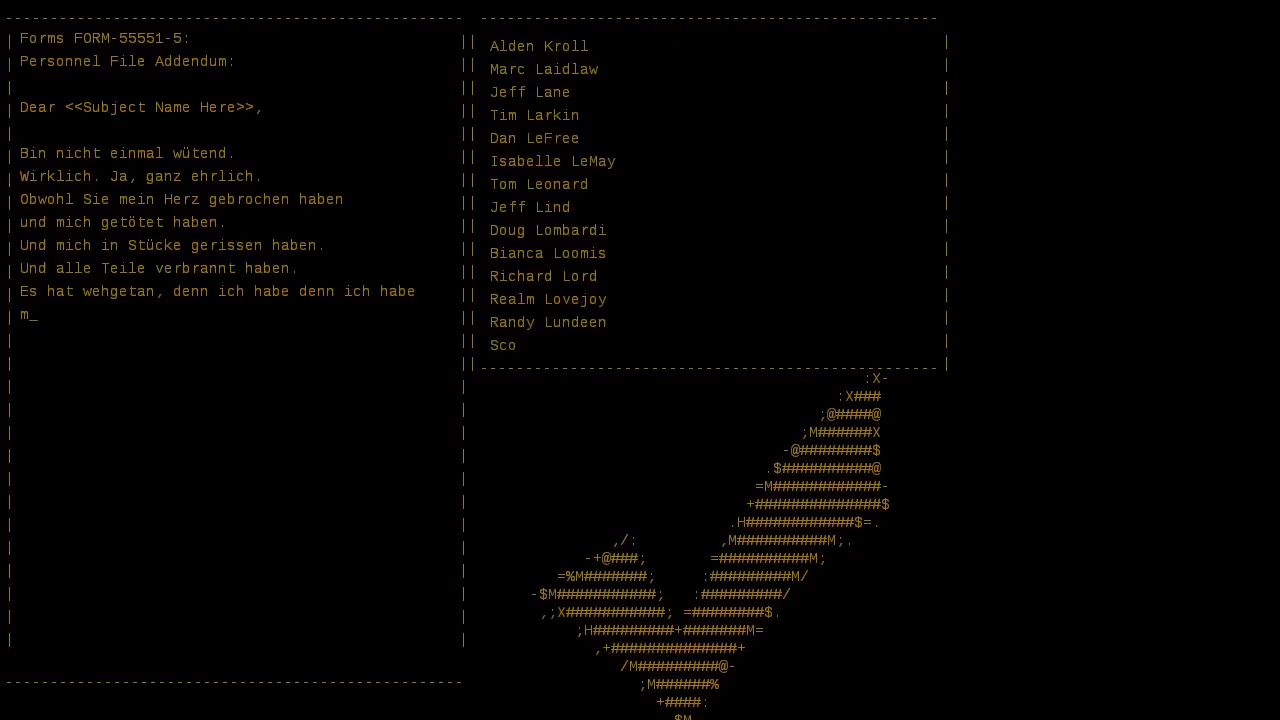 Forms FORM-55551-5:
Personnel File Addendum:
Dear <<Subject Name Here>>,
Bin nicht einmal wütend.
Wirklich. Ja, ganz ehrlich.
Obwohl Sie mein Herz gebrochen haben
und mich getötet haben.
Und mich in Stücke gerissen haben.
Und alle Teile verbrannt haben.
Es hat wehgetan, denn ich habe denn ich habe
m_
Alden Kroll
Marc Laidlaw
Jeff Lane
Tim Larkin
Dan LeFree
Isabelle LeMay
Tom Leonard
Jeff Lind
Doug Lombardi
Bianca Loomis
Richard Lord
Realm Lovejoy
Randy Lundeen
Sco